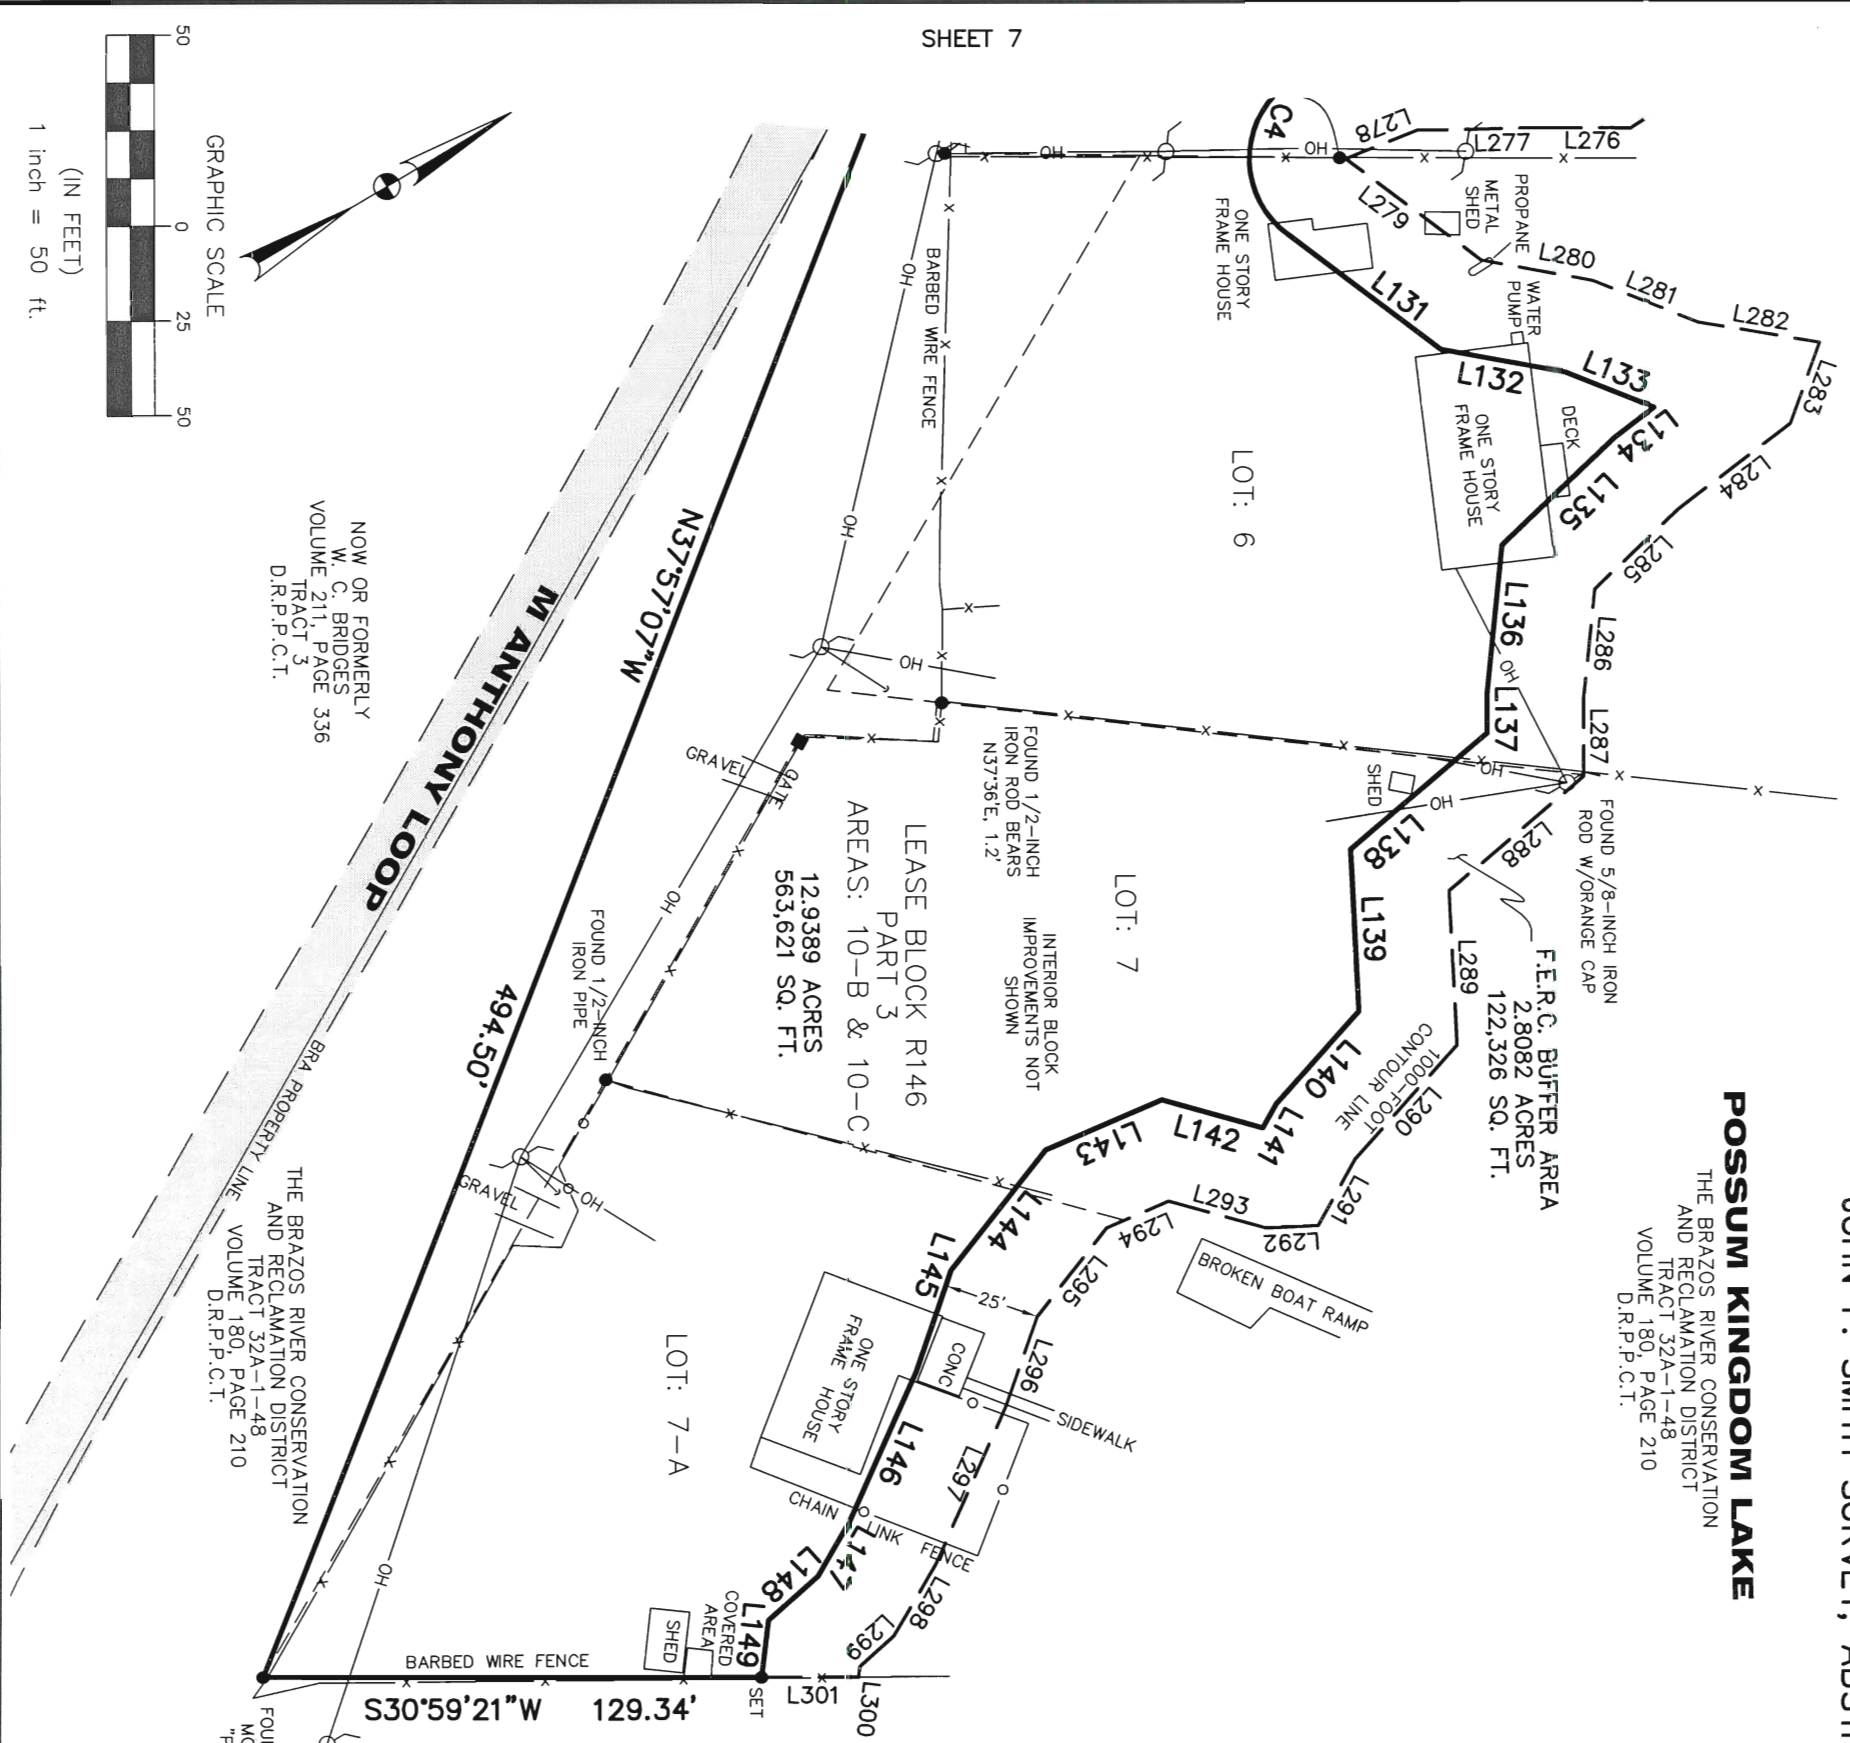 SHEET 7
50
0
25
50
GRAPHIC SCALE
(IN FEET)
1 inch = 50 ft.
C4
L278
L277
L276
OH
OH
L279
METAL
SHED
PROPANE
L280
L281
L282
L283
WATER
PUMP
ONE STORY
FRAME HOUSE
L131
L132
L133
L134
L135
DECK
ONE STORY
FRAME HOUSE
L284
L285
L286
L287
L136
L137
OH
OH
OH
BARBED WIRE FENCE
OH
OH
OH
LOT: 6
N37°57'07"W
494.50'
M ANTHONY LOOP
NOW OR FORMERLY
W. C. BRIDGES
VOLUME 211, PAGE 336
TRACT 3
D.R.P.P.C.T.
GRAVEL
GATE
FOUND 1/2-INCH
IRON ROD BEARS
N37°36'E, 1.2'
SHED
L138
L288
FOUND 5/8-INCH IRON
ROD W/ORANGE CAP
LOT: 7
LEASE BLOCK R146
PART 3
AREAS: 10-B & 10-C
12.9389 ACRES
563,621 SQ. FT.
INTERIOR BLOCK
IMPROVEMENTS NOT
SHOWN
L139
L289
F.E.R.C. BUFFER AREA
2.8082 ACRES
122,326 SQ. FT.
1000-FOOT
CONTOUR LINE
L140
L290
L141
L291
L142
L292
L143
L293
L294
L144
L295
L145
25'
BROKEN BOAT RAMP
OH
FOUND 1/2-INCH
IRON PIPE
OH
GRAVEL
BRA PROPERTY LINE
THE BRAZOS RIVER CONSERVATION
AND RECLAMATION DISTRICT
TRACT 32A-1-48
VOLUME 180, PAGE 210
D.R.P.P.C.T.
POSSUM KINGDOM LAKE
THE BRAZOS RIVER CONSERVATION
AND RECLAMATION DISTRICT
TRACT 32A-1-48
VOLUME 180, PAGE 210
D.R.P.P.C.T.
LOT: 7-A
ONE STORY
FRAME
HOUSE
CONC
L296
SIDEWALK
L146
L297
CHAIN LINK FENCE
L147
L298
L148
L299
L149
COVERED
AREA
SHED
OH
BARBED WIRE FENCE
S30°59'21"W 129.34'
SET
L301
L300